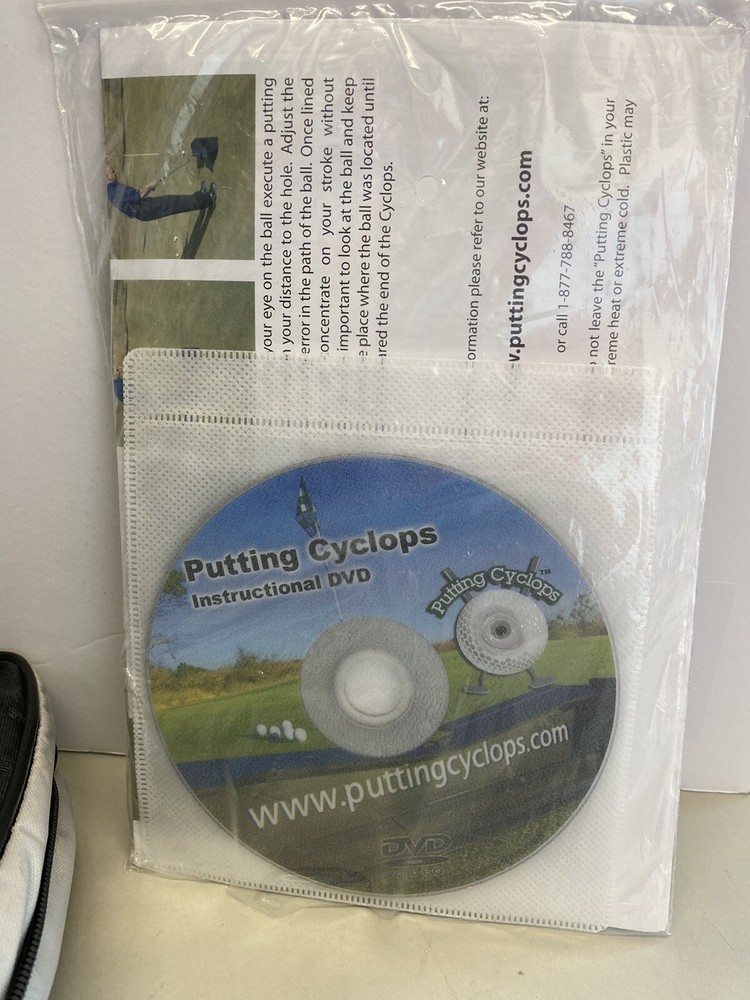 your eye on the ball execute a putting
your distance to the hole. Adjust the
error in the path of the ball. Once lined
concentrate on your stroke without
important to look at the ball and keep
place where the ball was located until
ared the end of the Cyclops.
ormation please refer to our website at:
.puttingcyclops.com
or call 1-877-788-8467
not leave the "Putting Cyclops" in your
reme heat or extreme cold. Plastic may
Putting Cyclops
Instructional DVD
Putting Cyclops™
www.puttingcyclops.com
DVD